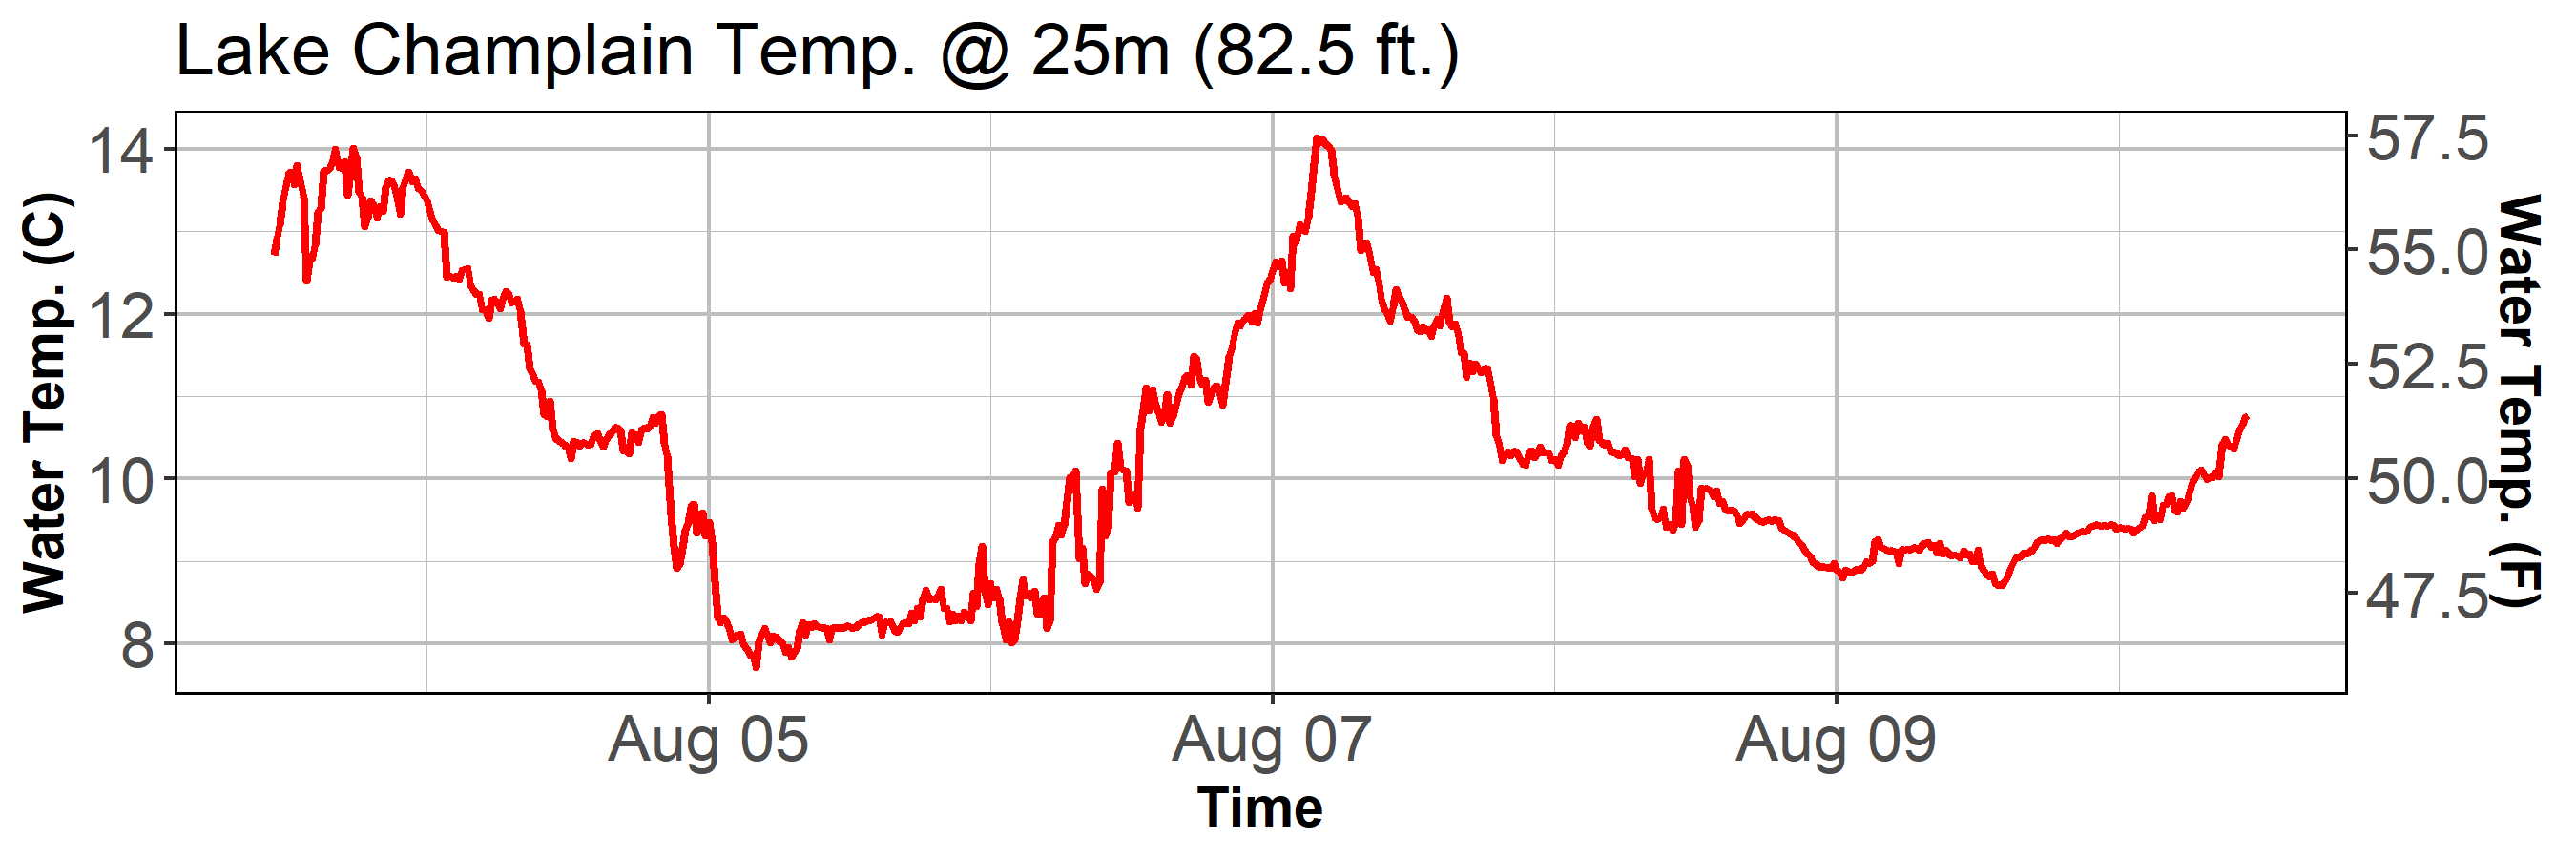 Lake Champlain Temp. @ 25m (82.5 ft.)
Water Temp. (C)
14
12
10
8
57.5
55.0
52.5
50.0
47.5
Water Temp. (F)
Aug 05 Aug 07 Aug 09
Time